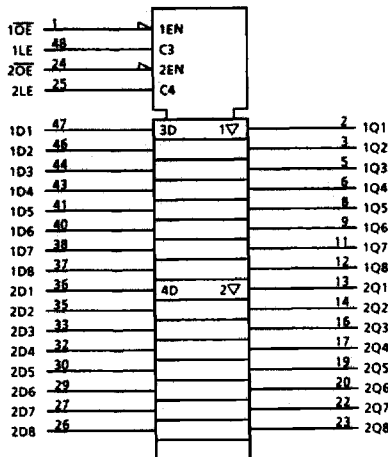 1O̅E̅ 1 1EN
1LE 48 C3
2O̅E̅ 24 2EN
2LE 25 C4
1D1 47 3D 1▽ 2 1Q1
1D2 46 3 1Q2
1D3 44 5 1Q3
1D4 43 6 1Q4
1D5 41 8 1Q5
1D6 40 9 1Q6
1D7 38 11 1Q7
1D8 37 12 1Q8
2D1 36 4D 2▽ 13 2Q1
2D2 35 14 2Q2
2D3 33 16 2Q3
2D4 32 17 2Q4
2D5 30 19 2Q5
2D6 29 20 2Q6
2D7 27 22 2Q7
2D8 26 23 2Q8